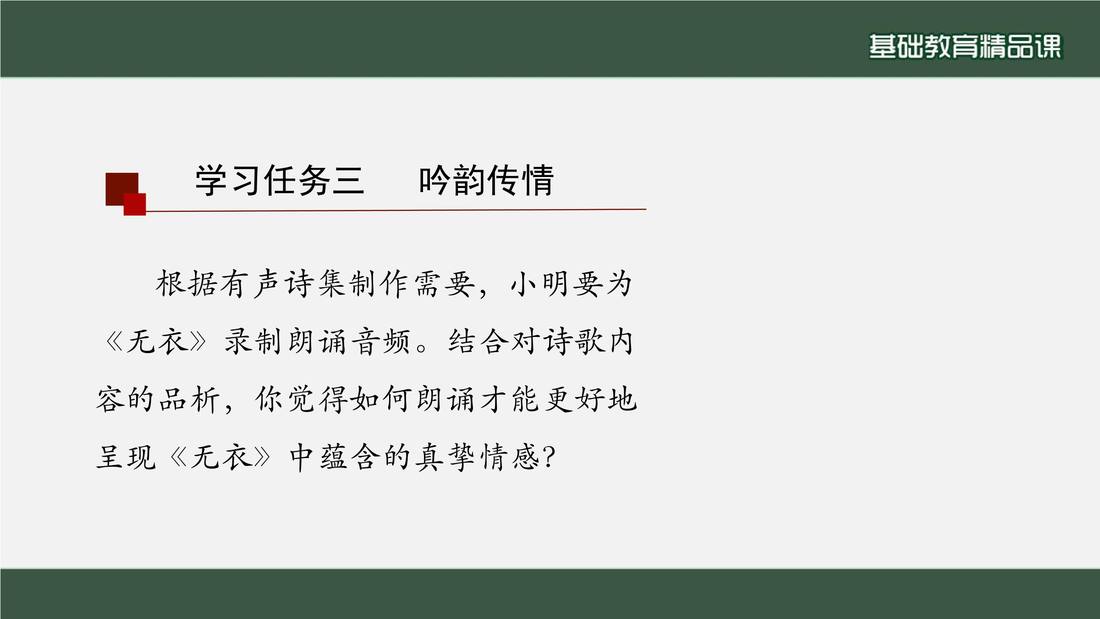 基础教育精品课
学习任务三 吟韵传情
根据有声诗集制作需要，小明要为
《无衣》录制朗诵音频。结合对诗歌内
容的品析，你觉得如何朗诵才能更好地
呈现《无衣》中蕴含的真挚情感？